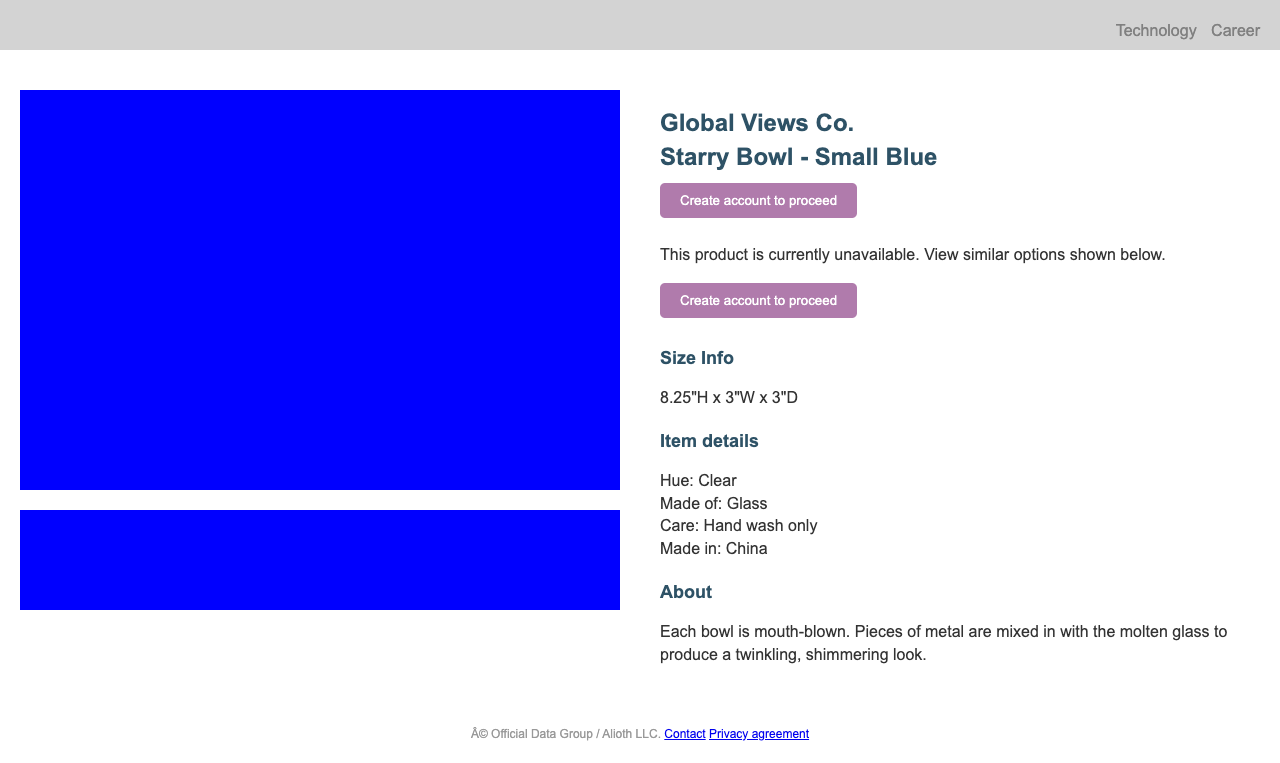 Technology Career
Global Views Co.
Starry Bowl - Small Blue
Create account to proceed
This product is currently unavailable. View similar options shown below.
Create account to proceed
Size Info
8.25"H x 3"W x 3"D
Item details
Hue: Clear
Made of: Glass
Care: Hand wash only
Made in: China
About
Each bowl is mouth-blown. Pieces of metal are mixed in with the molten glass to
produce a twinkling, shimmering look.
Â© Official Data Group / Alioth LLC. Contact Privacy agreement